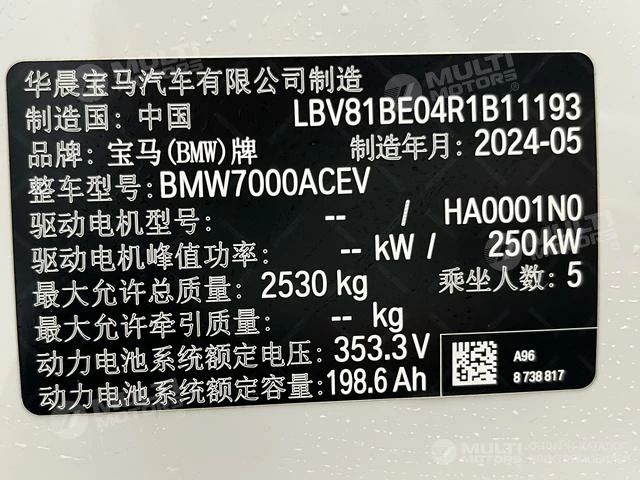 华晨宝马汽车有限公司制造
制造国: 中国 LBV81BE04R1B11193
品牌: 宝马(BMW)牌 制造年月: 2024-05
整车型号: BMW7000ACEV
驱动电机型号: -- / HA0001N0
驱动电机峰值功率: -- kW / 250 kW
最大允许总质量: 2530 kg 乘坐人数: 5
最大允许牵引质量: -- kg
动力电池系统额定电压: 353.3 V
动力电池系统额定容量: 198.6 Ah
A96
8 738 817
MULTI MOTORS